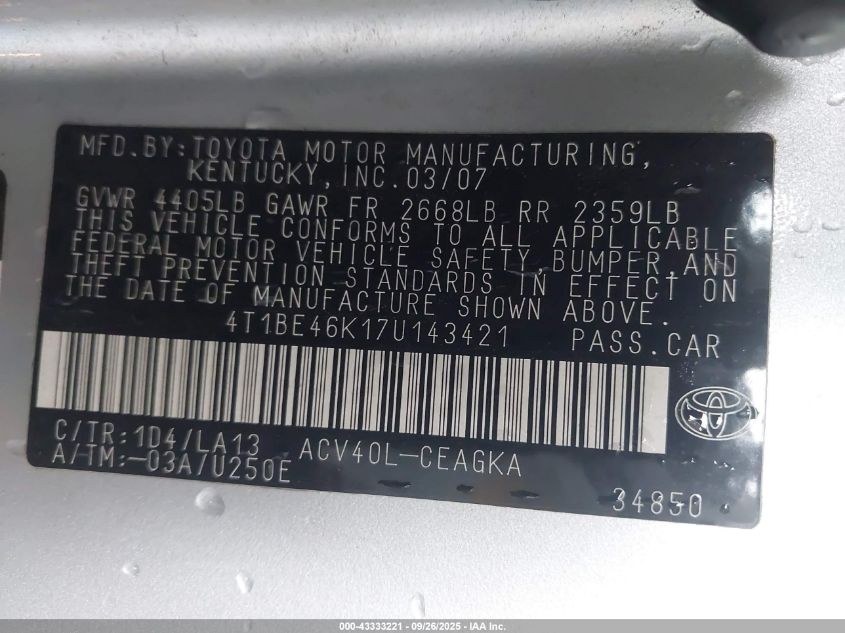 MFD.BY:TOYOTA MOTOR MANUFACTURING,
KENTUCKY,INC.03/07
GVWR 4405LB GAWR FR 2668LB RR 2359LB
THIS VEHICLE CONFORMS TO ALL APPLICABLE
FEDERAL MOTOR VEHICLE SAFETY,BUMPER,AND
THEFT PREVENTION STANDARDS IN EFFECT ON
THE DATE OF MANUFACTURE SHOWN ABOVE.
4T1BE46K17U143421 PASS.CAR
C/TR:1D4/LA13 ACV40L-CEAGKA
A/TM:-03A/U250E
34850
000-43333221 - 09/26/2025 - IAA Inc.